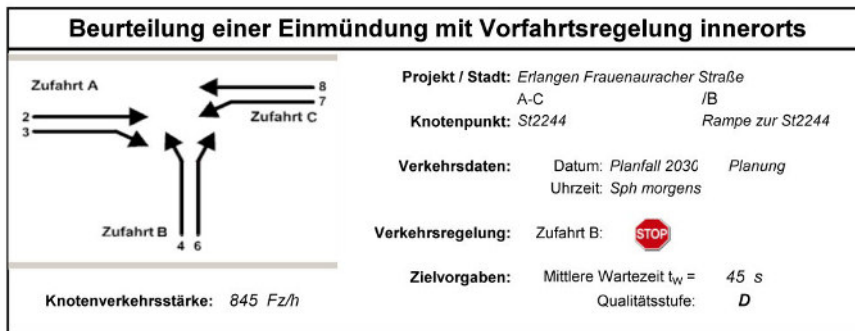 Beurteilung einer Einmündung mit Vorfahrtsregelung innerorts
Zufahrt A
8
7
Zufahrt C
2
3
Zufahrt B
4 6
Knotenverkehrsstärke: 845 Fz/h
Projekt / Stadt: Erlangen Frauenauracher Straße
A-C /B
Knotenpunkt: St2244 Rampe zur St2244
Verkehrsdaten: Datum: Planfall 2030 Planung
Uhrzeit: Sph morgens
Verkehrsregelung: Zufahrt B: STOP
Zielvorgaben: Mittlere Wartezeit tW = 45 s
Qualitätsstufe: D